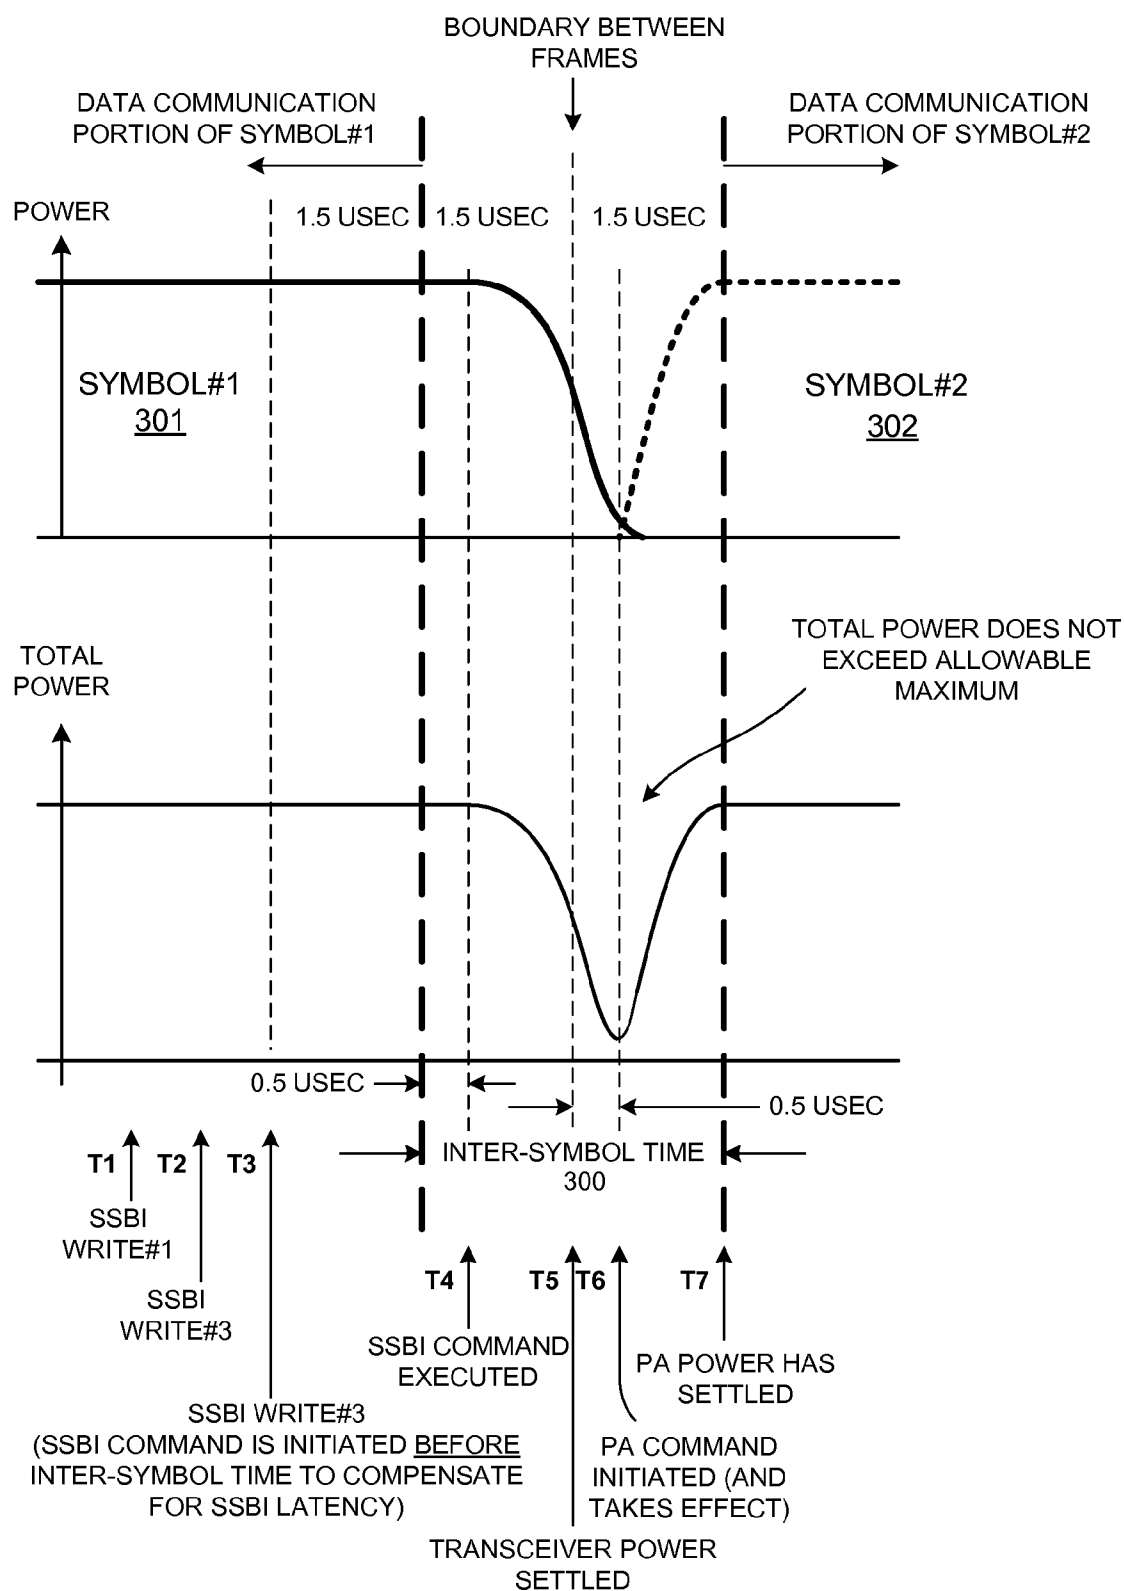 BOUNDARY BETWEEN
FRAMES
DATA COMMUNICATION
PORTION OF SYMBOL#1
DATA COMMUNICATION
PORTION OF SYMBOL#2
POWER
1.5 USEC
1.5 USEC
1.5 USEC
SYMBOL#1
301
SYMBOL#2
302
TOTAL POWER DOES NOT
EXCEED ALLOWABLE
MAXIMUM
TOTAL
POWER
0.5 USEC
0.5 USEC
INTER-SYMBOL TIME
300
T1
T2
T3
SSBI
WRITE#1
SSBI
WRITE#3
T4
T5
T6
T7
SSBI COMMAND
EXECUTED
PA POWER HAS
SETTLED
SSBI WRITE#3
(SSBI COMMAND IS INITIATED BEFORE
INTER-SYMBOL TIME TO COMPENSATE
FOR SSBI LATENCY)
PA COMMAND
INITIATED (AND
TAKES EFFECT)
TRANSCEIVER POWER
SETTLED